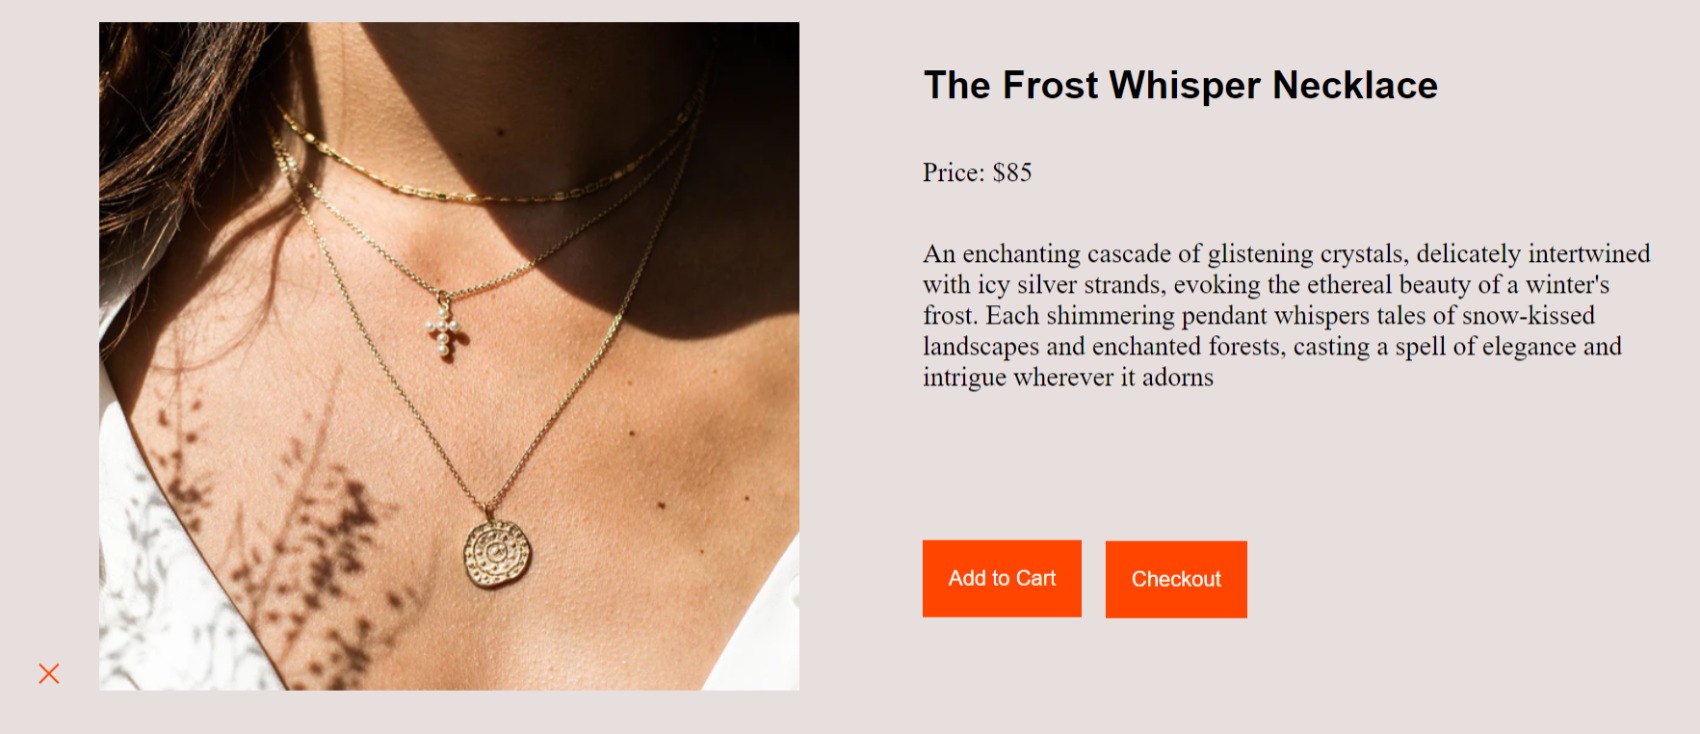 The Frost Whisper Necklace
Price: $85
An enchanting cascade of glistening crystals, delicately intertwined
with icy silver strands, evoking the ethereal beauty of a winter's
frost. Each shimmering pendant whispers tales of snow-kissed
landscapes and enchanted forests, casting a spell of elegance and
intrigue wherever it adorns
Add to Cart
Checkout